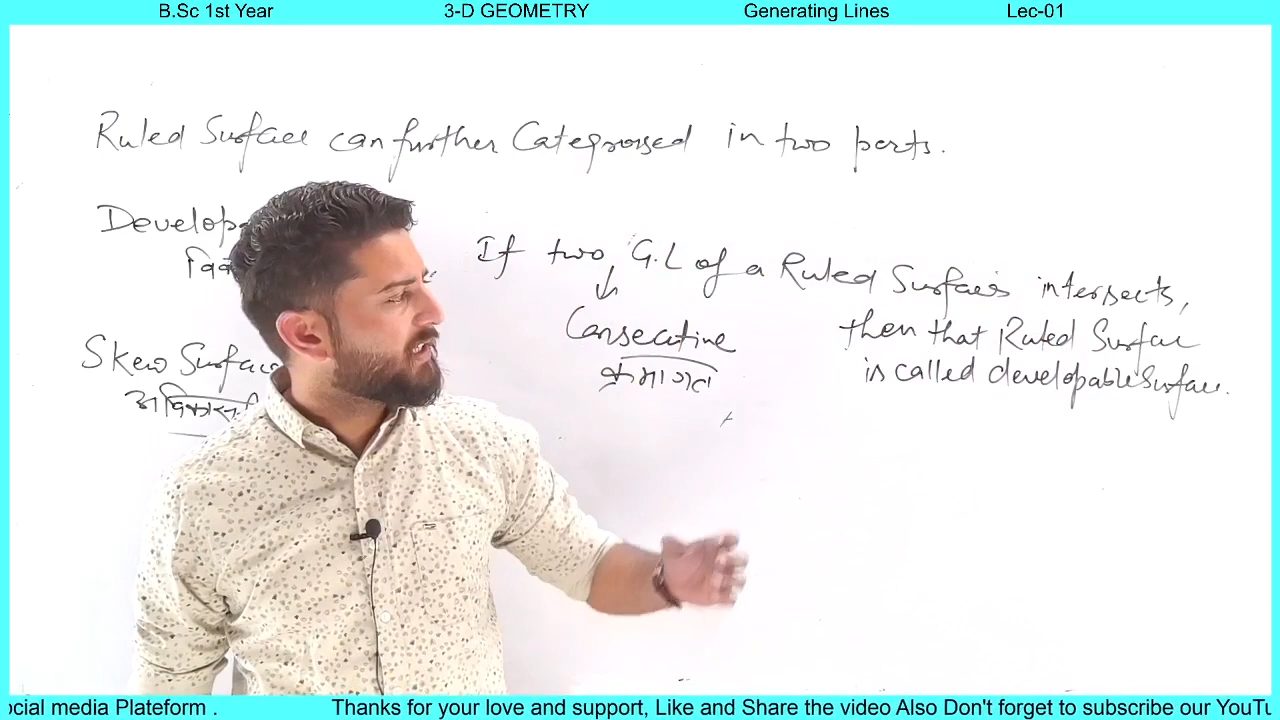 B.Sc 1st Year 3-D GEOMETRY Generating Lines Lec-01
Ruled Surface can further Categorised in two parts.
If two G.L of a Ruled Surfaces intersects,
Consecutive
क्रमागत
then that Ruled Surface
is called developable Surface.
Skew Surface
ocial media Plateform . Thanks for your love and support, Like and Share the video Also Don't forget to subscribe our YouTu